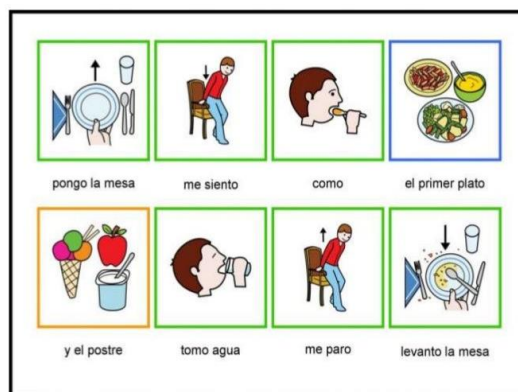 pongo la mesa
me siento
como
el primer plato
y el postre
tomo agua
me paro
levanto la mesa